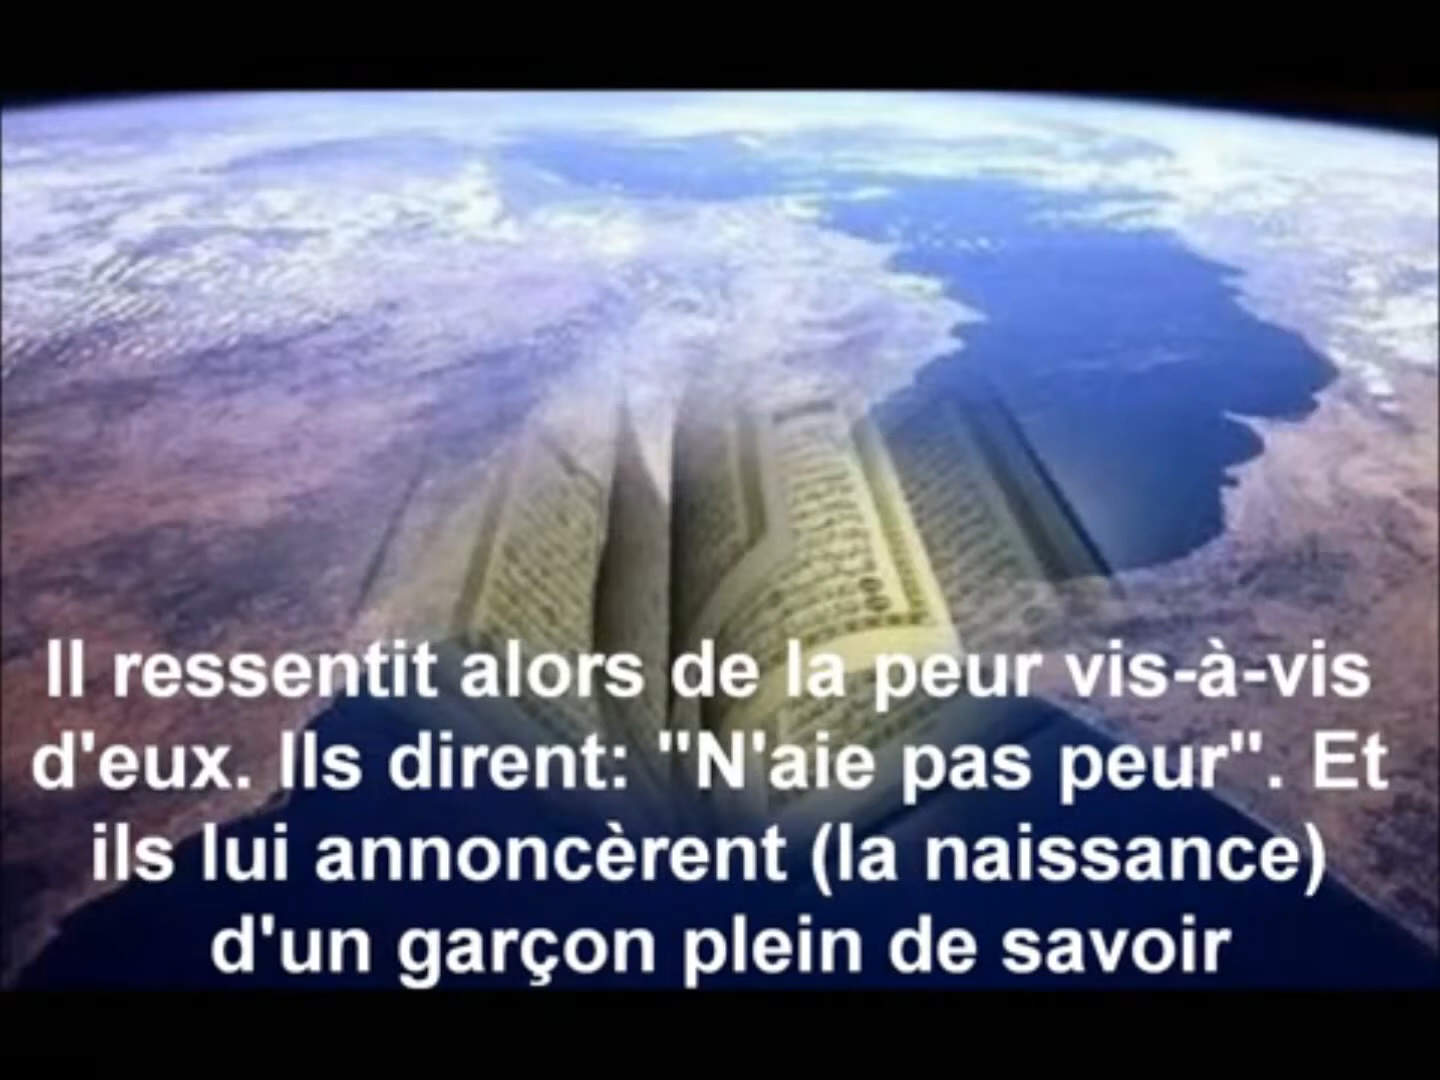 Il ressentit alors de la peur vis-à-vis
d'eux. Ils dirent: "N'aie pas peur". Et
ils lui annoncèrent (la naissance)
d'un garçon plein de savoir